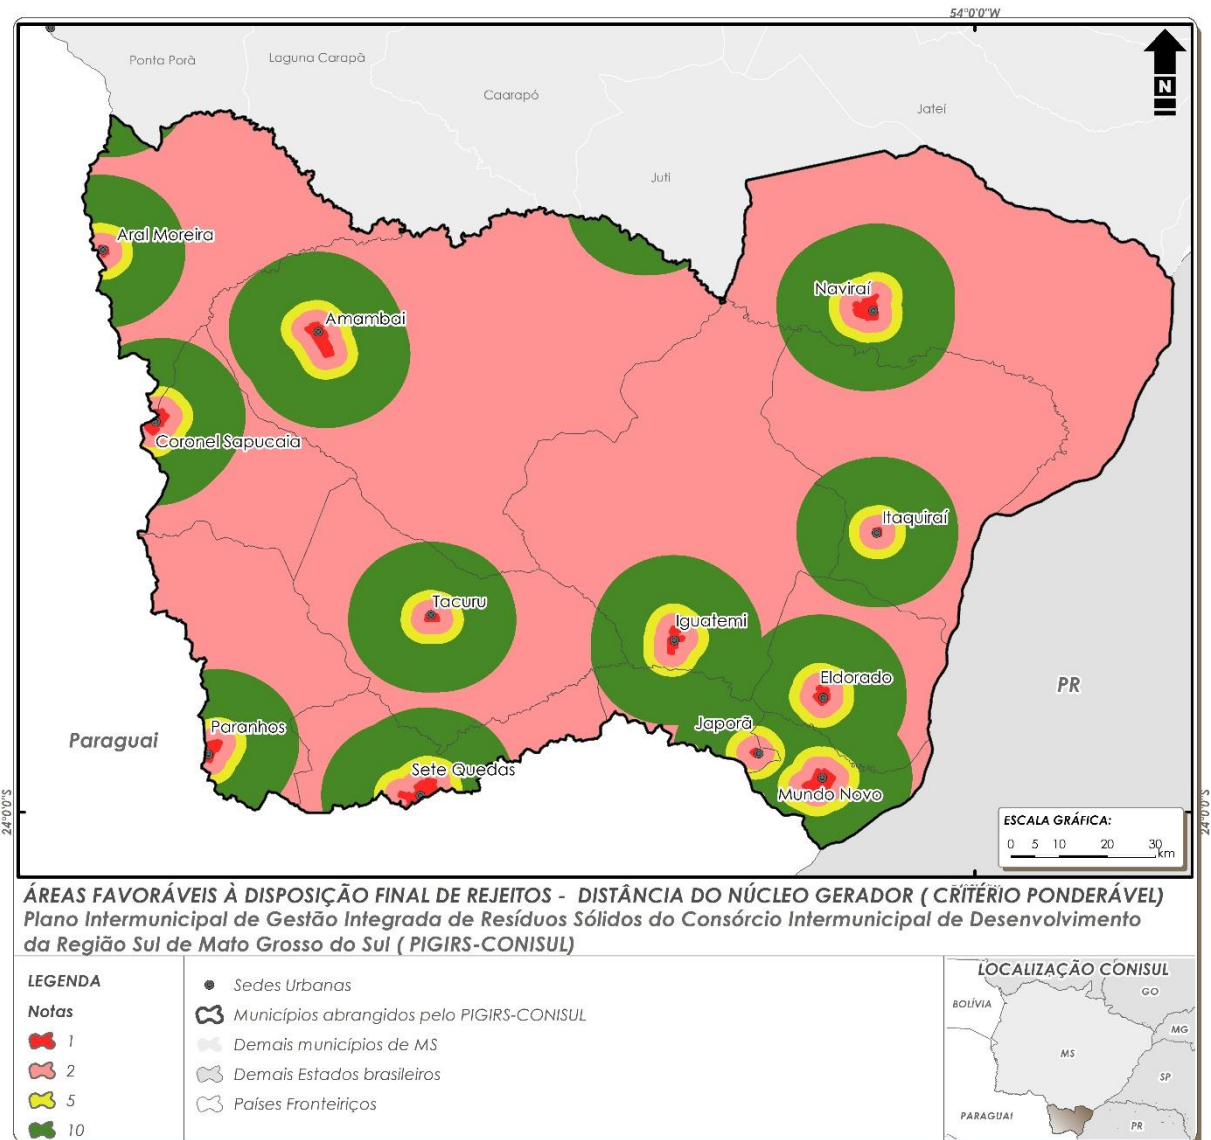 54°0'0"W
Ponta Porã
Laguna Carapã
Caarapó
Jateí
Juti
N
Aral Moreira
Amambai
Naviraí
Coronel Sapucaia
Itaquiraí
Tacuru
Iguatemi
Eldorado
Japorã
Paranhos
Sete Quedas
Mundo Novo
Paraguai
PR
24°0'0"S
24°0'0"S
ESCALA GRÁFICA:
0 5 10 20 30 km
ÁREAS FAVORÁVEIS À DISPOSIÇÃO FINAL DE REJEITOS - DISTÂNCIA DO NÚCLEO GERADOR ( CRITÉRIO PONDERÁVEL)
Plano Intermunicipal de Gestão Integrada de Resíduos Sólidos do Consórcio Intermunicipal de Desenvolvimento
da Região Sul de Mato Grosso do Sul ( PIGIRS-CONISUL)
LEGENDA
Notas
1
2
5
10
Sedes Urbanas
Municípios abrangidos pelo PIGIRS-CONISUL
Demais municípios de MS
Demais Estados brasileiros
Países Fronteiriços
LOCALIZAÇÃO CONISUL
BOLÍVIA
GO
MG
MS
SP
PARAGUAI
PR